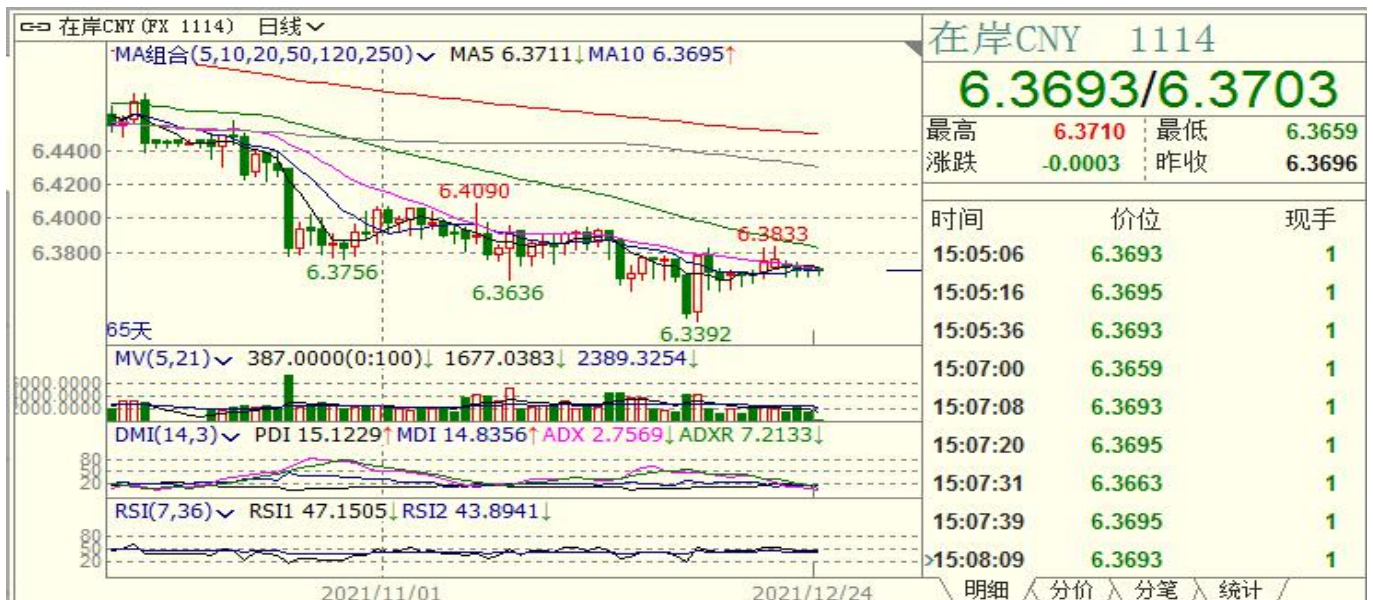 在岸CNY(FX 1114) 日线
MA组合(5,10,20,50,120,250) MA5 6.3711↓MA10 6.3695↑
6.4400
6.4200
6.4000
6.3800
6.4090
6.3833
6.3756
6.3636
6.3392
65天
MV(5,21) 387.0000(0:100)↓ 1677.0383↓ 2389.3254↓
2000.0000
DMI(14,3) PDI 15.1229↑MDI 14.8356↑ADX 2.7569↓ADXR 7.2133↓
80
50
20
RSI(7,36) RSI1 47.1505↓RSI2 43.8941↓
80
50
20
2021/11/01 2021/12/24
在岸CNY 1114
6.3693/6.3703
最高 6.3710 最低 6.3659
涨跌 -0.0003 昨收 6.3696
时间 价位 现手
15:05:06 6.3693 1
15:05:16 6.3695 1
15:05:36 6.3693 1
15:07:00 6.3659 1
15:07:08 6.3693 1
15:07:20 6.3695 1
15:07:31 6.3663 1
15:07:39 6.3695 1
>15:08:09 6.3693 1
明细 分价 分笔 统计